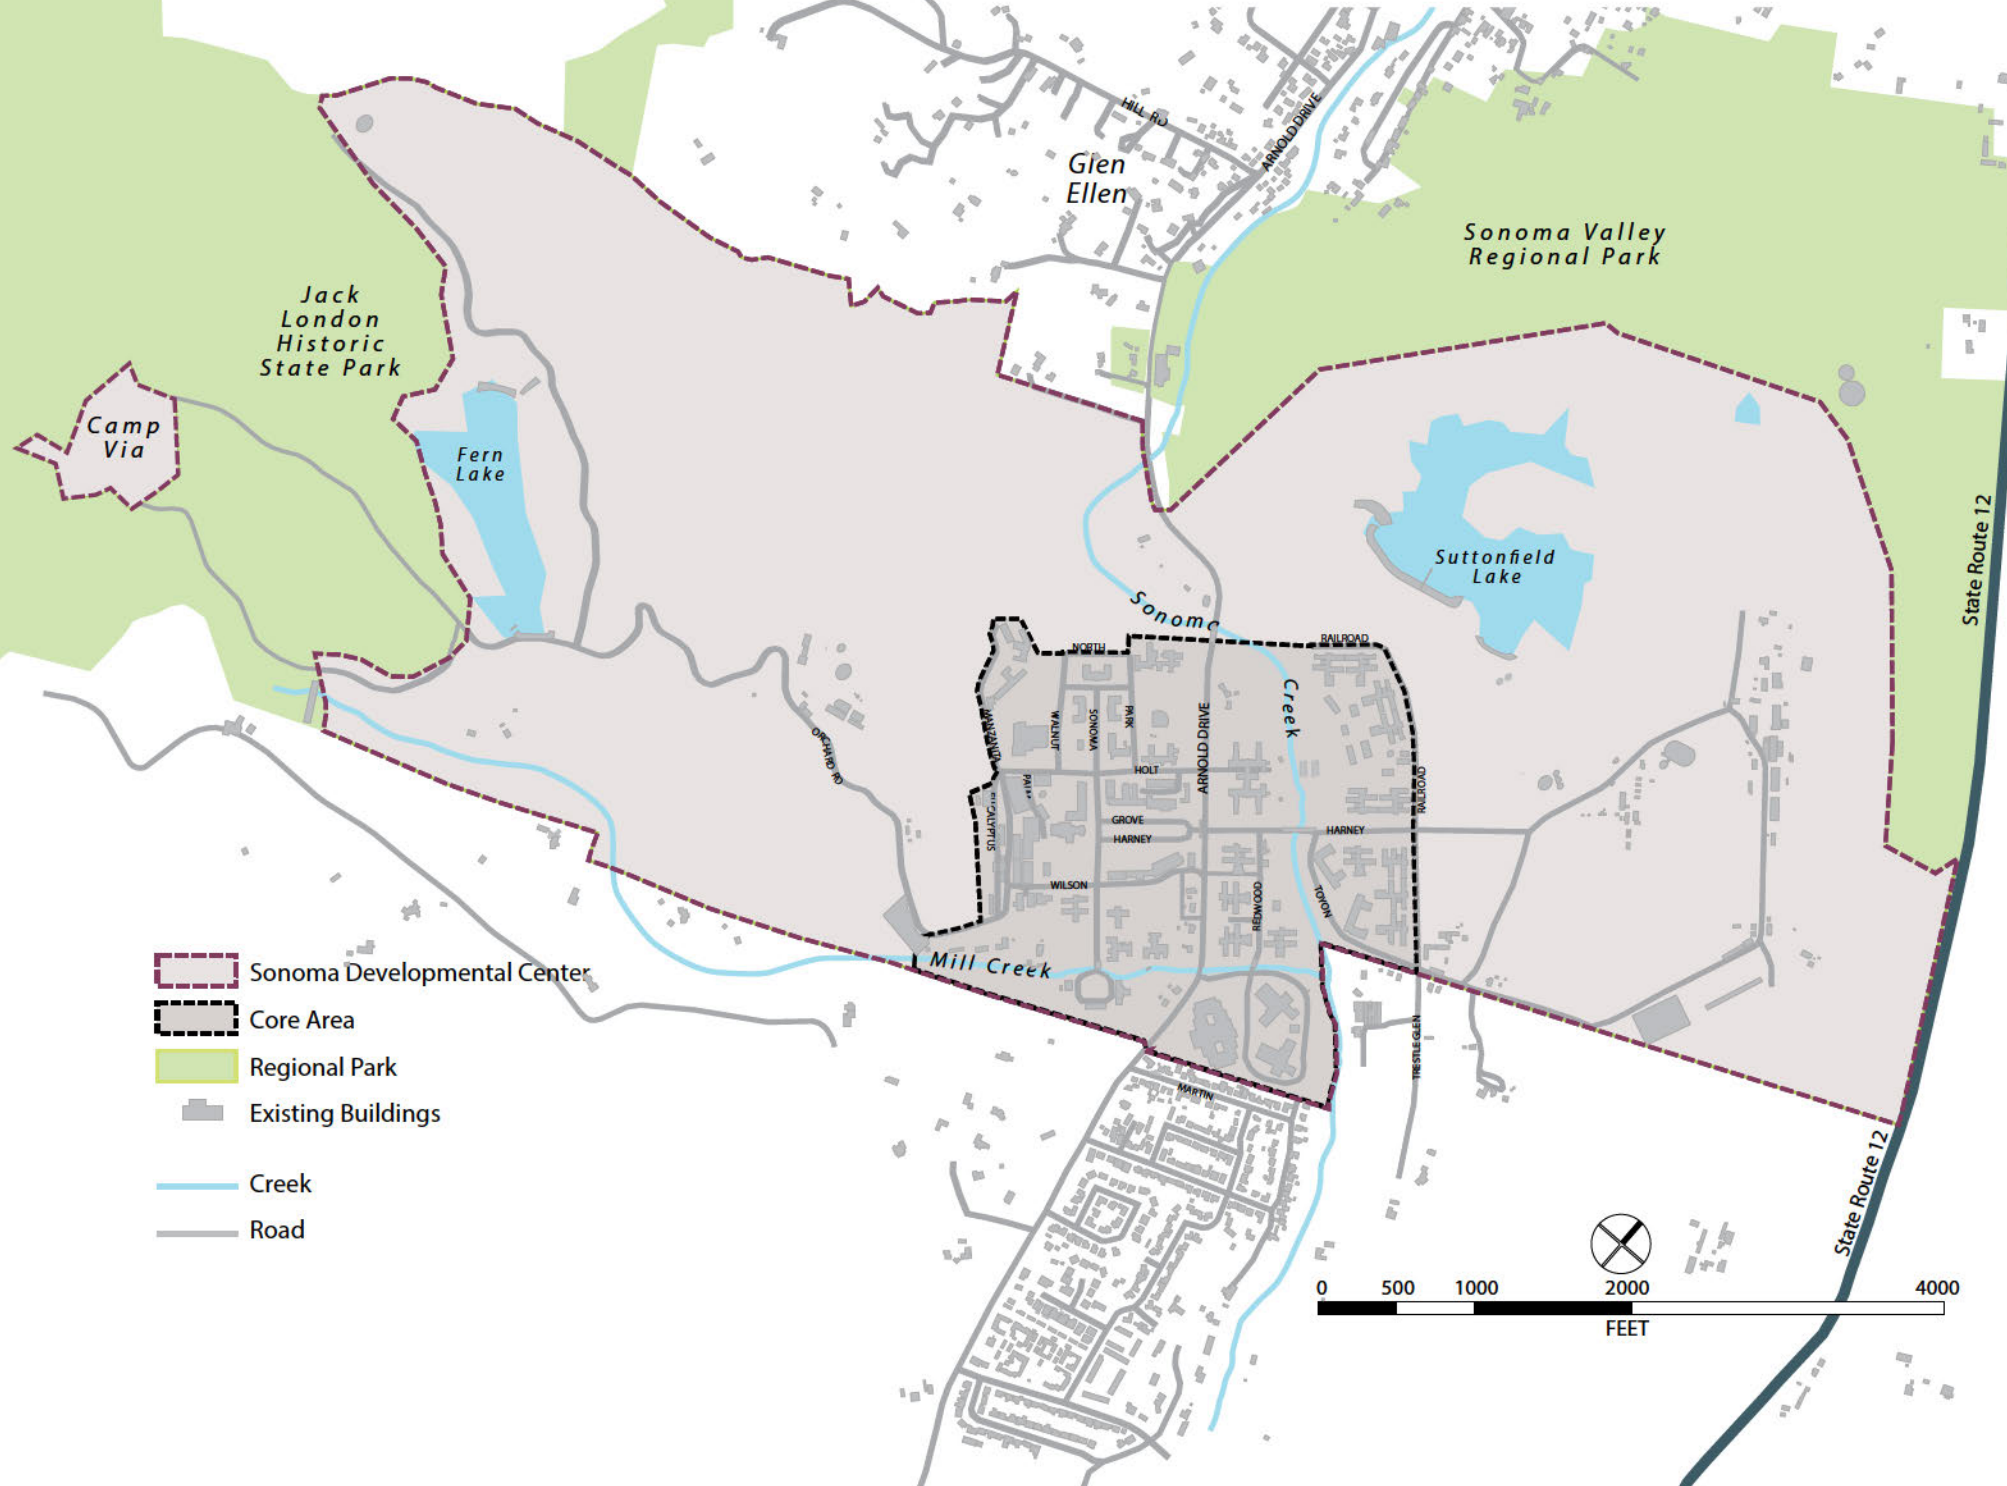 HILL RD
ARNOLD DRIVE
Glen
Ellen
Sonoma Valley
Regional Park
Jack
London
Historic
State Park
Camp
Via
Fern
Lake
Suttonfield
Lake
State Route 12
Sonoma
Creek
NORTH
RAILROAD
MANZANITA
WALNUT
SONOMA
PARK
ARNOLD DRIVE
ORCHARD RD
HOLT
RAILROAD
GROVE
HARNEY
HARNEY
WILSON
REDWOOD
TOYON
Mill Creek
TRESTLE GLEN
MARTIN
Sonoma Developmental Center
Core Area
Regional Park
Existing Buildings
Creek
Road
State Route 12
0 500 1000 2000 4000
FEET